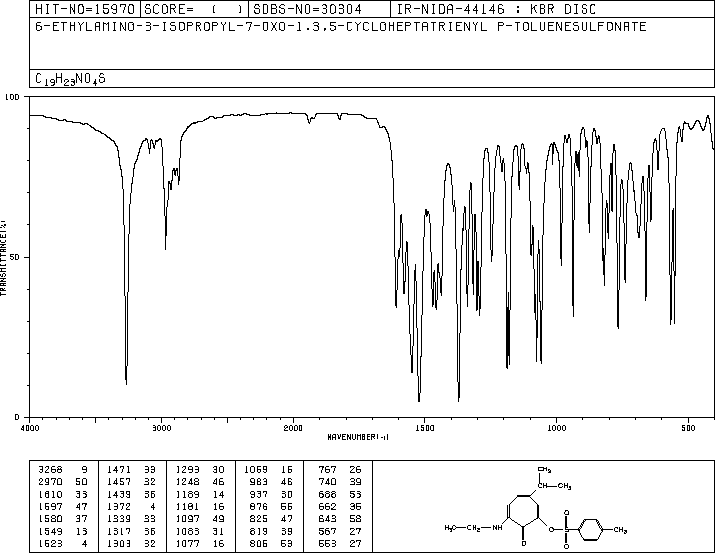 HIT-NO=15970 SCORE= ( ) SDBS-NO=30304 IR-NIDA-44146 : KBR DISC
6-ETHYLAMINO-3-ISOPROPYL-7-OXO-1,3,5-CYCLOHEPTATRIENYL P-TOLUENESULFONATE
C19H23NO4S
100
TRANSMITTANCE(%)
50
0
4000 3000 2000 1500 1000 500
WAVENUMBER(-1)
3268 9 1471 33 1293 30 1059 16 767 26
2970 50 1457 32 1248 46 983 46 740 39
1610 33 1439 36 1189 14 937 30 688 53
1597 47 1372 4 1181 16 876 55 662 35
1580 37 1339 33 1097 49 825 47 643 58
1549 13 1317 36 1083 31 819 39 567 27
1523 4 1303 32 1077 16 806 53 553 27
CH3
CH-CH3
H3C-CH2-NH
O
O-S
O
O
CH3